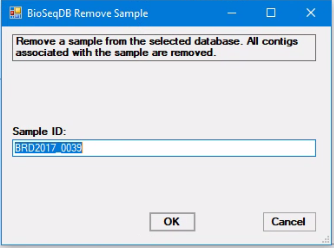 BioSeqDB Remove Sample
Remove a sample from the selected database. All contigs
associated with the sample are removed.
Sample ID:
BRD2017_0039
OK
Cancel